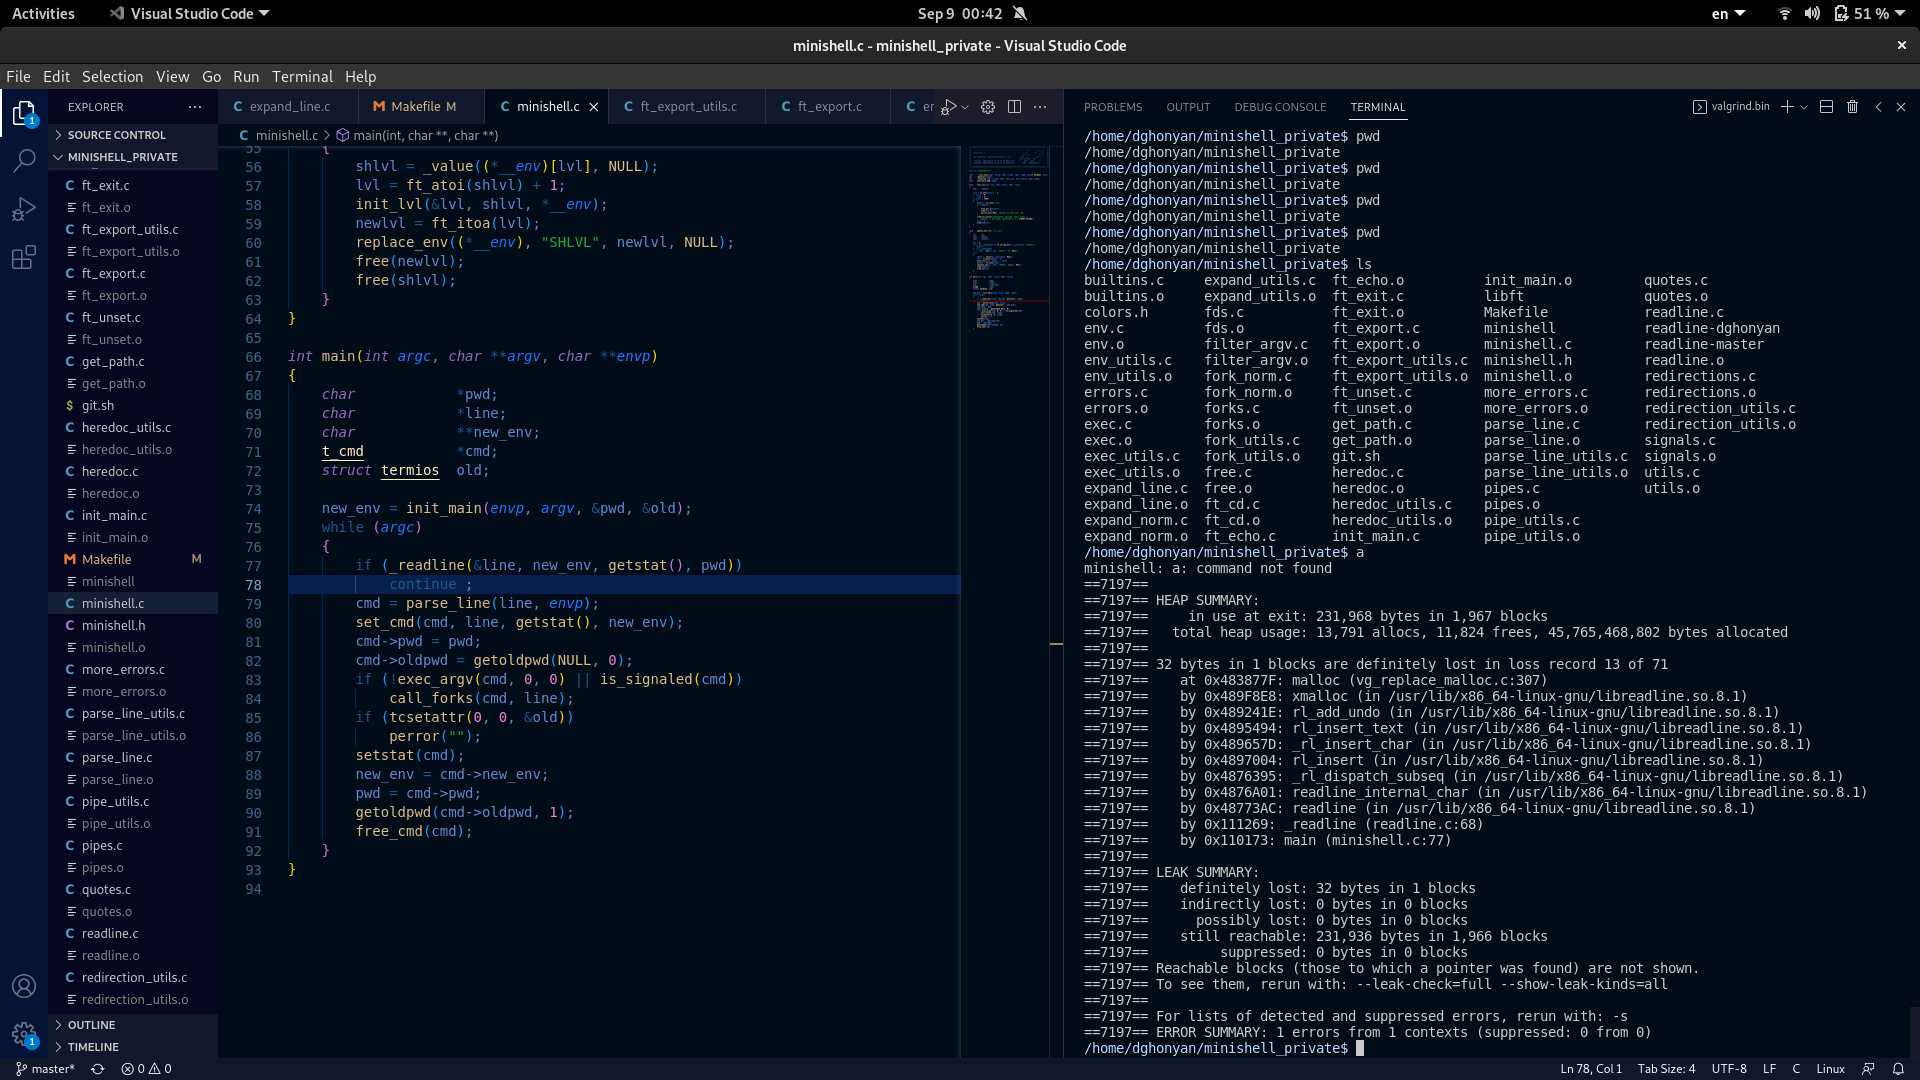 Activities
Visual Studio Code
Sep 9 00:42
en
51 %
minishell.c - minishell_private - Visual Studio Code
File Edit Selection View Go Run Terminal Help
EXPLORER
SOURCE CONTROL
MINISHELL_PRIVATE
ft_exit.c
ft_exit.o
ft_export_utils.c
ft_export_utils.o
ft_export.c
ft_export.o
ft_unset.c
ft_unset.o
get_path.c
get_path.o
git.sh
heredoc_utils.c
heredoc_utils.o
heredoc.c
heredoc.o
init_main.c
init_main.o
Makefile M
minishell
minishell.c
minishell.h
minishell.o
more_errors.c
more_errors.o
parse_line_utils.c
parse_line_utils.o
parse_line.c
parse_line.o
pipe_utils.c
pipe_utils.o
pipes.c
pipes.o
quotes.c
quotes.o
readline.c
readline.o
redirection_utils.c
redirection_utils.o
OUTLINE
TIMELINE
expand_line.c
Makefile M
minishell.c
ft_export_utils.c
ft_export.c
er
minishell.c > main(int, char **, char **)
55 {
56 shlvl = _value((*__env)[lvl], NULL);
57 lvl = ft_atoi(shlvl) + 1;
58 init_lvl(&lvl, shlvl, *__env);
59 newlvl = ft_itoa(lvl);
60 replace_env((*__env), "SHLVL", newlvl, NULL);
61 free(newlvl);
62 free(shlvl);
63 }
64 }
65
66 int main(int argc, char **argv, char **envp)
67 {
68 char *pwd;
69 char *line;
70 char **new_env;
71 t_cmd *cmd;
72 struct termios old;
73
74 new_env = init_main(envp, argv, &pwd, &old);
75 while (argc)
76 {
77 if (_readline(&line, new_env, getstat(), pwd))
78 continue ;
79 cmd = parse_line(line, envp);
80 set_cmd(cmd, line, getstat(), new_env);
81 cmd->pwd = pwd;
82 cmd->oldpwd = getoldpwd(NULL, 0);
83 if (!exec_argv(cmd, 0, 0) || is_signaled(cmd))
84 call_forks(cmd, line);
85 if (tcsetattr(0, 0, &old))
86 perror("");
87 setstat(cmd);
88 new_env = cmd->new_env;
89 pwd = cmd->pwd;
90 getoldpwd(cmd->oldpwd, 1);
91 free_cmd(cmd);
92 }
93 }
94
PROBLEMS OUTPUT DEBUG CONSOLE TERMINAL
valgrind.bin
/home/dghonyan/minishell_private$ pwd
/home/dghonyan/minishell_private
/home/dghonyan/minishell_private$ pwd
/home/dghonyan/minishell_private
/home/dghonyan/minishell_private$ pwd
/home/dghonyan/minishell_private
/home/dghonyan/minishell_private$ pwd
/home/dghonyan/minishell_private
/home/dghonyan/minishell_private$ ls
builtins.c expand_utils.c ft_echo.o init_main.o quotes.c
builtins.o expand_utils.o ft_exit.c libft quotes.o
colors.h fds.c ft_exit.o Makefile readline.c
env.c fds.o ft_export.c minishell readline-dghonyan
env.o filter_argv.c ft_export.o minishell.c readline-master
env_utils.c filter_argv.o ft_export_utils.c minishell.h readline.o
env_utils.o fork_norm.c ft_export_utils.o minishell.o redirections.c
errors.c fork_norm.o ft_unset.c more_errors.c redirections.o
errors.o forks.c ft_unset.o more_errors.o redirection_utils.c
exec.c forks.o get_path.c parse_line.c redirection_utils.o
exec.o fork_utils.c get_path.o parse_line.o signals.c
exec_utils.c fork_utils.o git.sh parse_line_utils.c signals.o
exec_utils.o free.c heredoc.c parse_line_utils.o utils.c
expand_line.c free.o heredoc.o pipes.c utils.o
expand_line.o ft_cd.c heredoc_utils.c pipes.o
expand_norm.c ft_cd.o heredoc_utils.o pipe_utils.c
expand_norm.o ft_echo.c init_main.c pipe_utils.o
/home/dghonyan/minishell_private$ a
minishell: a: command not found
==7197==
==7197== HEAP SUMMARY:
==7197== in use at exit: 231,968 bytes in 1,967 blocks
==7197== total heap usage: 13,791 allocs, 11,824 frees, 45,765,468,802 bytes allocated
==7197==
==7197== 32 bytes in 1 blocks are definitely lost in loss record 13 of 71
==7197== at 0x483877F: malloc (vg_replace_malloc.c:307)
==7197== by 0x489F8E8: xmalloc (in /usr/lib/x86_64-linux-gnu/libreadline.so.8.1)
==7197== by 0x489241E: rl_add_undo (in /usr/lib/x86_64-linux-gnu/libreadline.so.8.1)
==7197== by 0x4895494: rl_insert_text (in /usr/lib/x86_64-linux-gnu/libreadline.so.8.1)
==7197== by 0x489657D: _rl_insert_char (in /usr/lib/x86_64-linux-gnu/libreadline.so.8.1)
==7197== by 0x4897004: rl_insert (in /usr/lib/x86_64-linux-gnu/libreadline.so.8.1)
==7197== by 0x4876395: _rl_dispatch_subseq (in /usr/lib/x86_64-linux-gnu/libreadline.so.8.1)
==7197== by 0x4876A01: readline_internal_char (in /usr/lib/x86_64-linux-gnu/libreadline.so.8.1)
==7197== by 0x48773AC: readline (in /usr/lib/x86_64-linux-gnu/libreadline.so.8.1)
==7197== by 0x111269: _readline (readline.c:68)
==7197== by 0x110173: main (minishell.c:77)
==7197==
==7197== LEAK SUMMARY:
==7197== definitely lost: 32 bytes in 1 blocks
==7197== indirectly lost: 0 bytes in 0 blocks
==7197== possibly lost: 0 bytes in 0 blocks
==7197== still reachable: 231,936 bytes in 1,966 blocks
==7197== suppressed: 0 bytes in 0 blocks
==7197== Reachable blocks (those to which a pointer was found) are not shown.
==7197== To see them, rerun with: --leak-check=full --show-leak-kinds=all
==7197==
==7197== For lists of detected and suppressed errors, rerun with: -s
==7197== ERROR SUMMARY: 1 errors from 1 contexts (suppressed: 0 from 0)
/home/dghonyan/minishell_private$
master* 0 0
Ln 78, Col 1 Tab Size: 4 UTF-8 LF C Linux